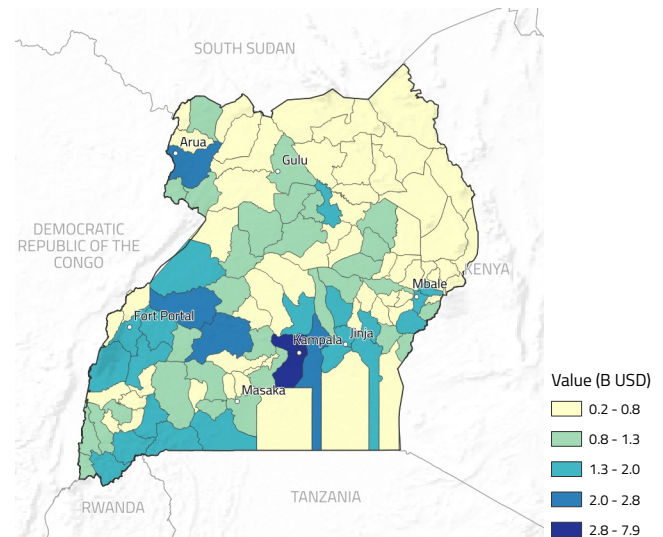 SOUTH SUDAN
Arua
Gulu
DEMOCRATIC
REPUBLIC OF THE
CONGO
KENYA
Mbale
Fort Portal
Kampala
Jinja
Masaka
RWANDA
TANZANIA
Value (B USD)
0.2 - 0.8
0.8 - 1.3
1.3 - 2.0
2.0 - 2.8
2.8 - 7.9